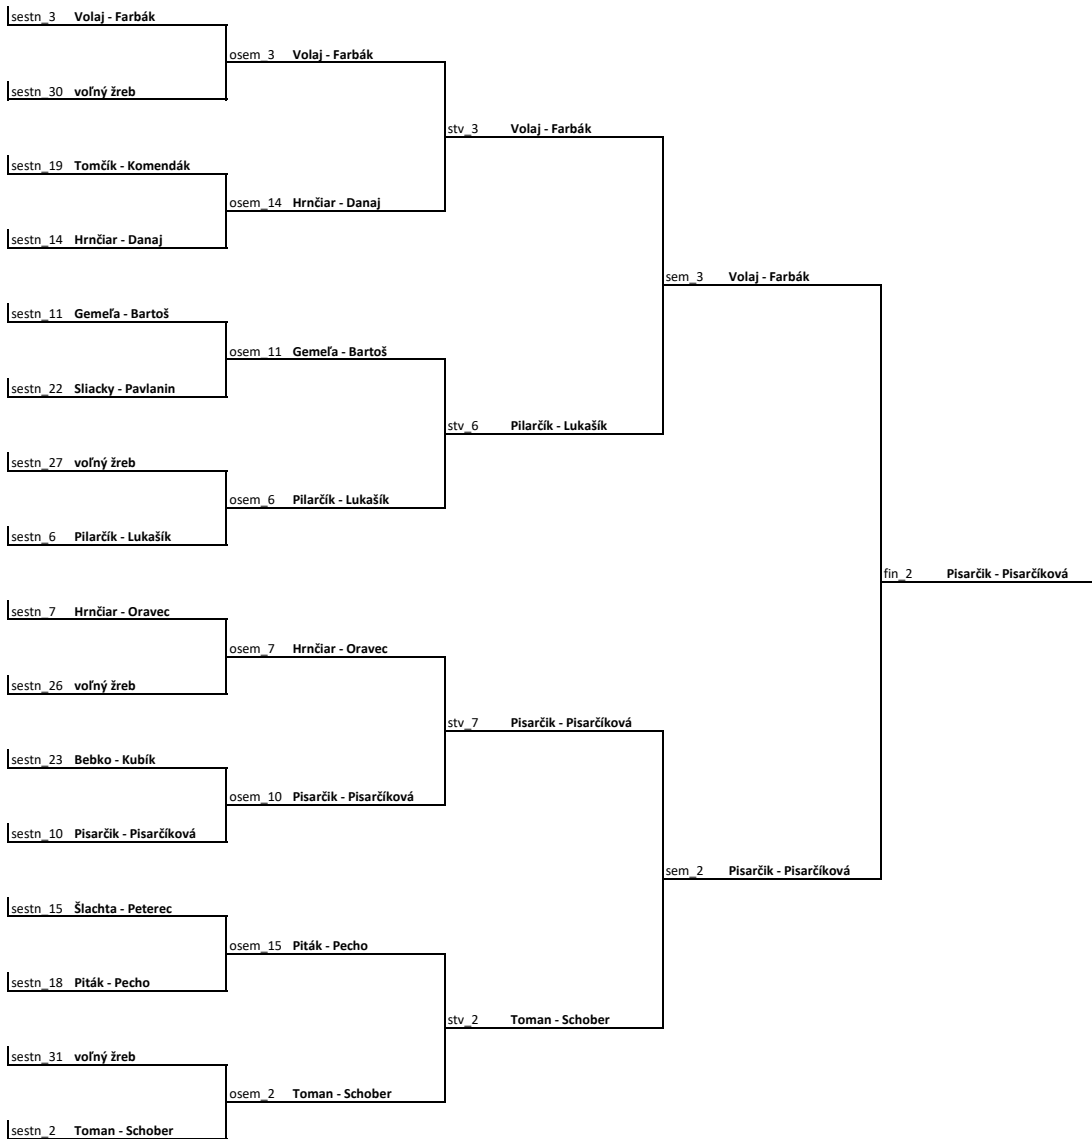 sestn_3 Volaj - Farbák
osem_3 Volaj - Farbák
sestn_30 voľný žreb
stv_3 Volaj - Farbák
sestn_19 Tomčík - Komendák
osem_14 Hrnčiar - Danaj
sestn_14 Hrnčiar - Danaj
sem_3 Volaj - Farbák
sestn_11 Gemeľa - Bartoš
osem_11 Gemeľa - Bartoš
sestn_22 Sliacky - Pavlanin
stv_6 Pilarčík - Lukašík
sestn_27 voľný žreb
osem_6 Pilarčík - Lukašík
sestn_6 Pilarčík - Lukašík
fin_2 Pisarčik - Pisarčíková
sestn_7 Hrnčiar - Oravec
osem_7 Hrnčiar - Oravec
sestn_26 voľný žreb
stv_7 Pisarčik - Pisarčíková
sestn_23 Bebko - Kubík
osem_10 Pisarčik - Pisarčíková
sestn_10 Pisarčik - Pisarčíková
sem_2 Pisarčik - Pisarčíková
sestn_15 Šlachta - Peterec
osem_15 Piták - Pecho
sestn_18 Piták - Pecho
stv_2 Toman - Schober
sestn_31 voľný žreb
osem_2 Toman - Schober
sestn_2 Toman - Schober